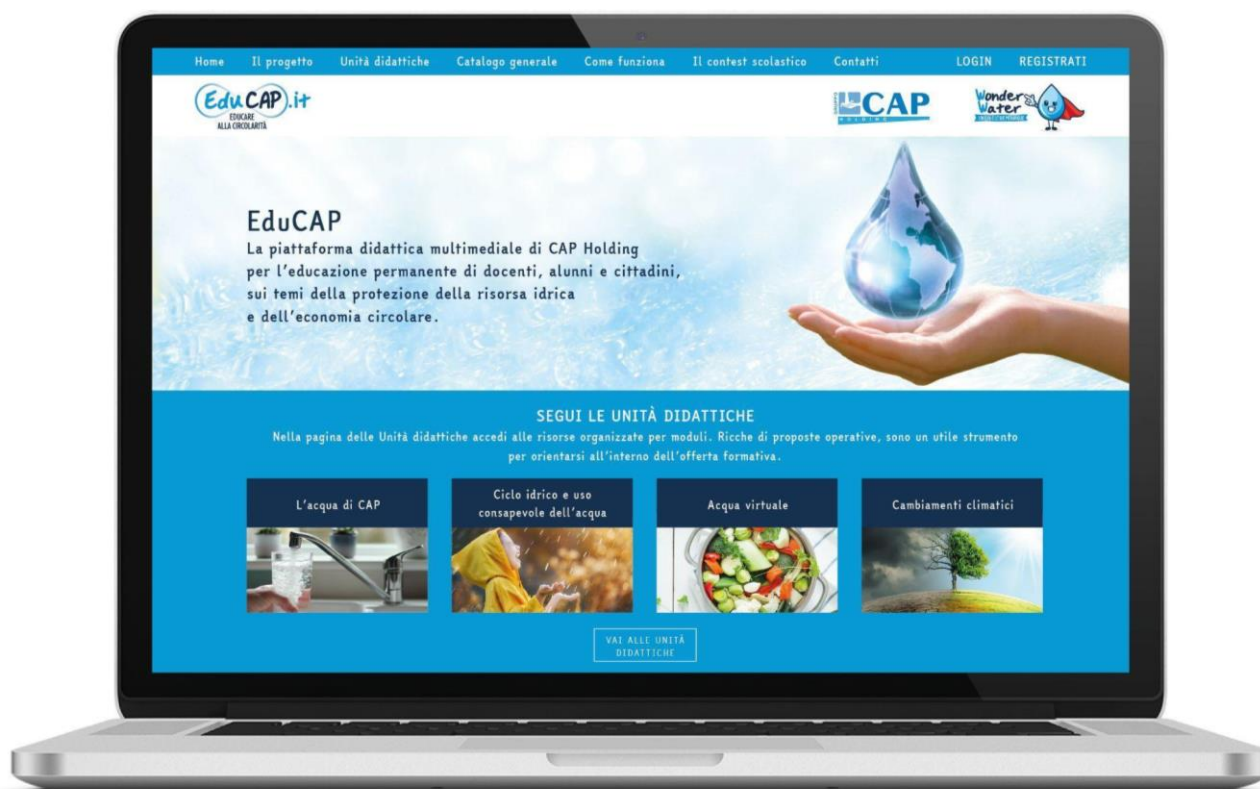 Home Il progetto Unità didattiche Catalogo generale Come funziona Il contest scolastico Contatti LOGIN REGISTRATI
EduCAP.it
EDUCARE
ALLA CIRCOLARITÀ
GRUPPO
CAP
HOLDING
Wonder
Water
EduCAP
La piattaforma didattica multimediale di CAP Holding
per l'educazione permanente di docenti, alunni e cittadini,
sui temi della protezione della risorsa idrica
e dell'economia circolare.
SEGUI LE UNITÀ DIDATTICHE
Nella pagina delle Unità didattiche accedi alle risorse organizzate per moduli. Ricche di proposte operative, sono un utile strumento
per orientarsi all'interno dell'offerta formativa.
L'acqua di CAP
Ciclo idrico e uso
consapevole dell'acqua
Acqua virtuale
Cambiamenti climatici
VAI ALLE UNITÀ
DIDATTICHE